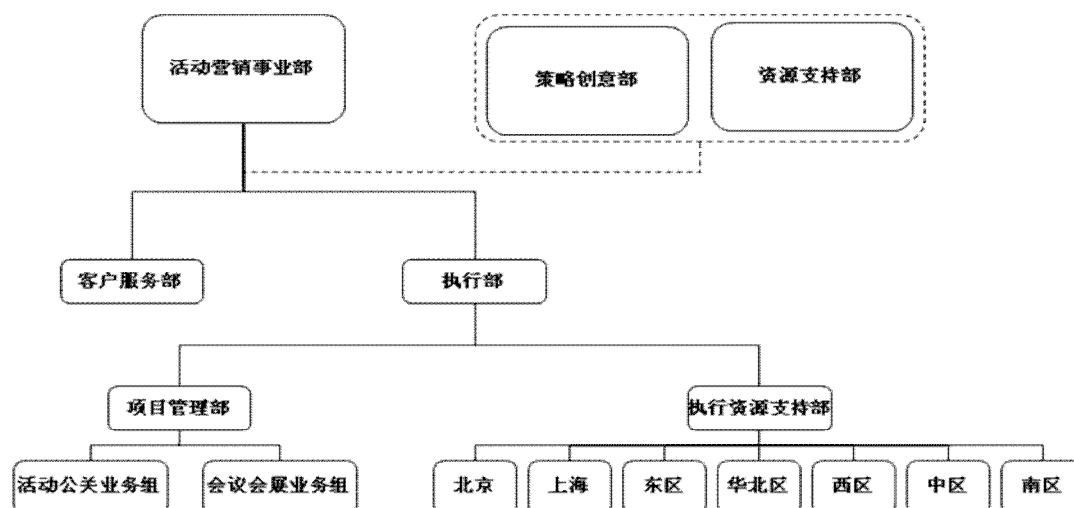 活动营销事业部
策略创意部
资源支持部
客户服务部
执行部
项目管理部
执行资源支持部
活动公关业务组
会议会展业务组
北京
上海
东区
华北区
西区
中区
南区